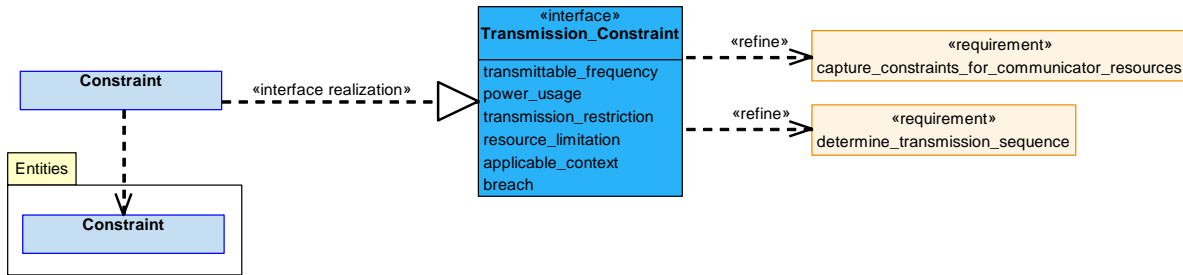 «interface»
Transmission_Constraint
transmittable_frequency
power_usage
transmission_restriction
resource_limitation
applicable_context
breach
Constraint
«interface realization»
«refine»
«requirement»
capture_constraints_for_communicator_resources
«refine»
«requirement»
determine_transmission_sequence
Entities
Constraint